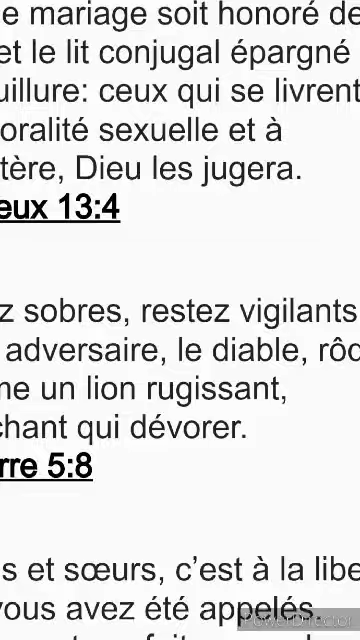 e mariage soit honoré de
et le lit conjugal épargné
uillure: ceux qui se livrent
oralité sexuelle et à
tère, Dieu les jugera.
eux 13:4
z sobres, restez vigilants
adversaire, le diable, rôd
me un lion rugissant,
chant qui dévorer.
rre 5:8
s et sœurs, c’est à la libe
vous avez été appelés.
PowerDirector